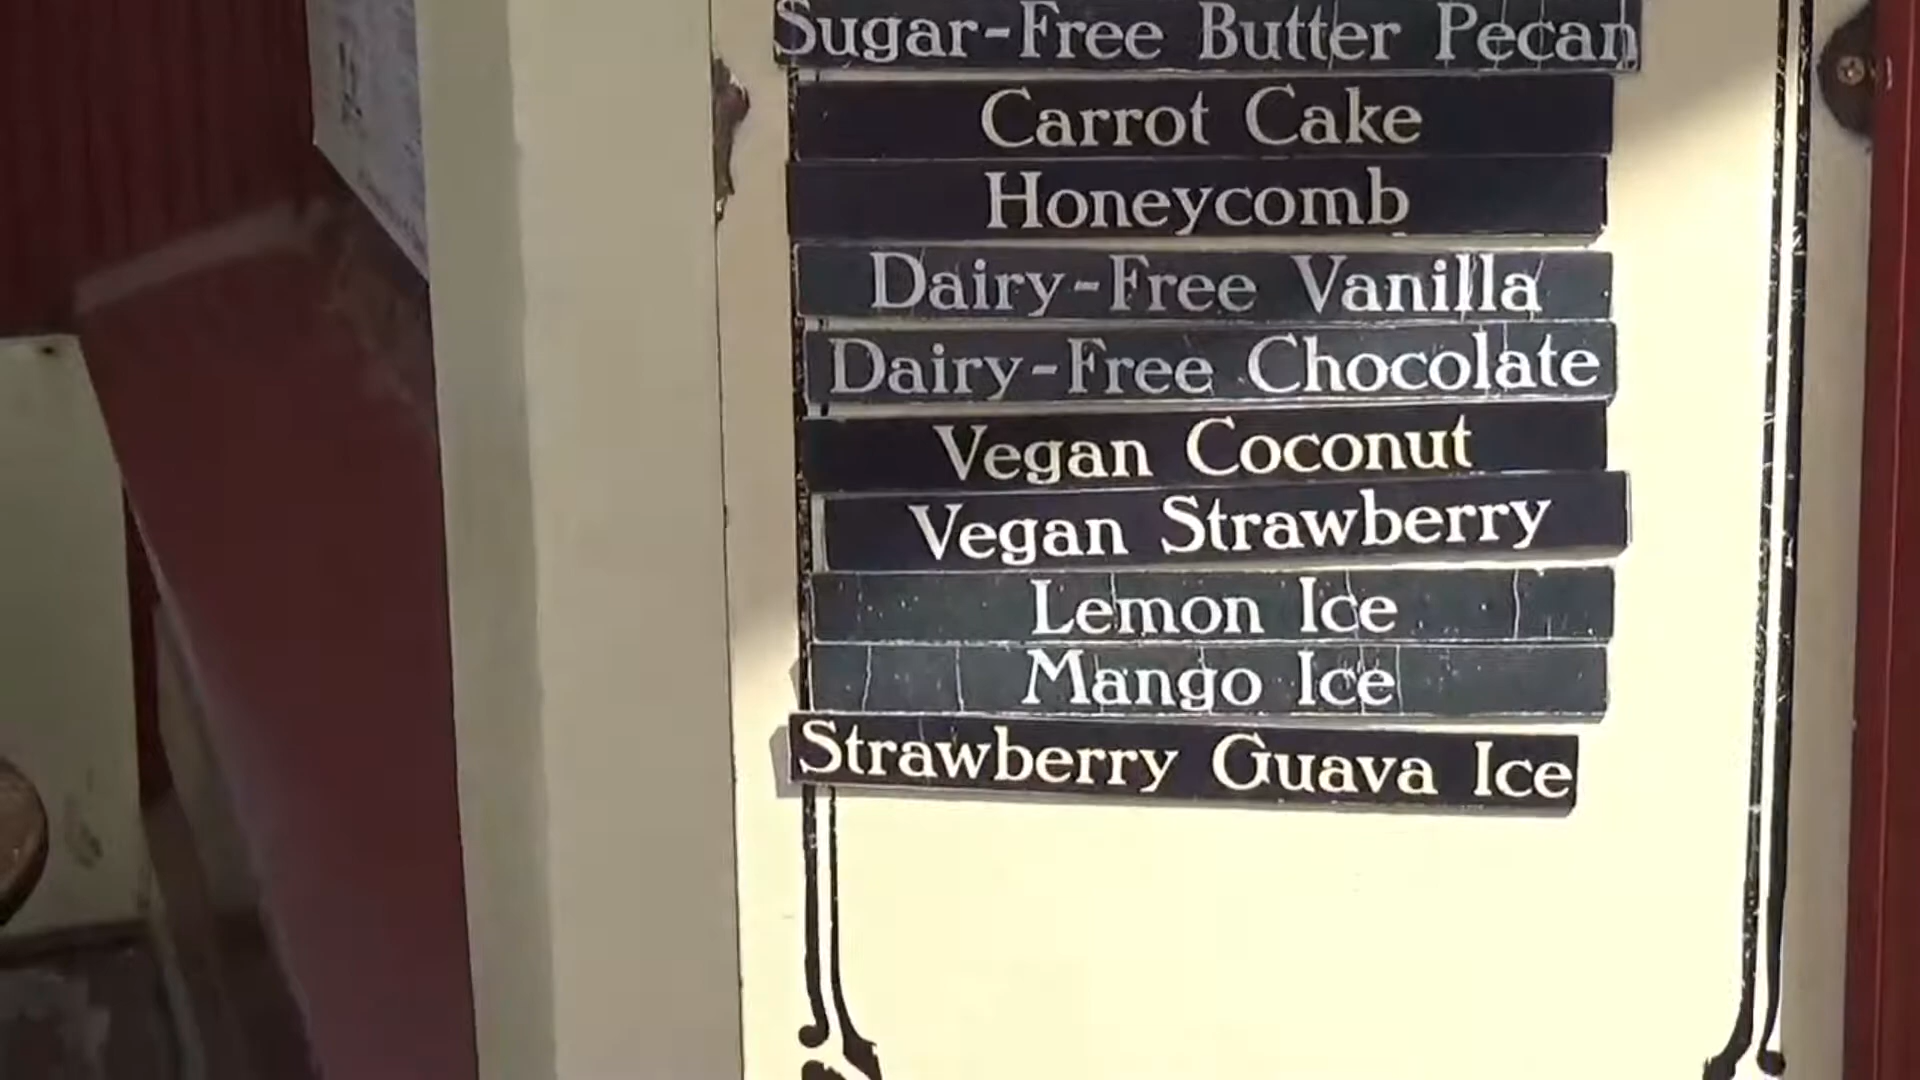 Sugar-Free Butter Pecan
Carrot Cake
Honeycomb
Dairy-Free Vanilla
Dairy-Free Chocolate
Vegan Coconut
Vegan Strawberry
Lemon Ice
Mango Ice
Strawberry Guava Ice